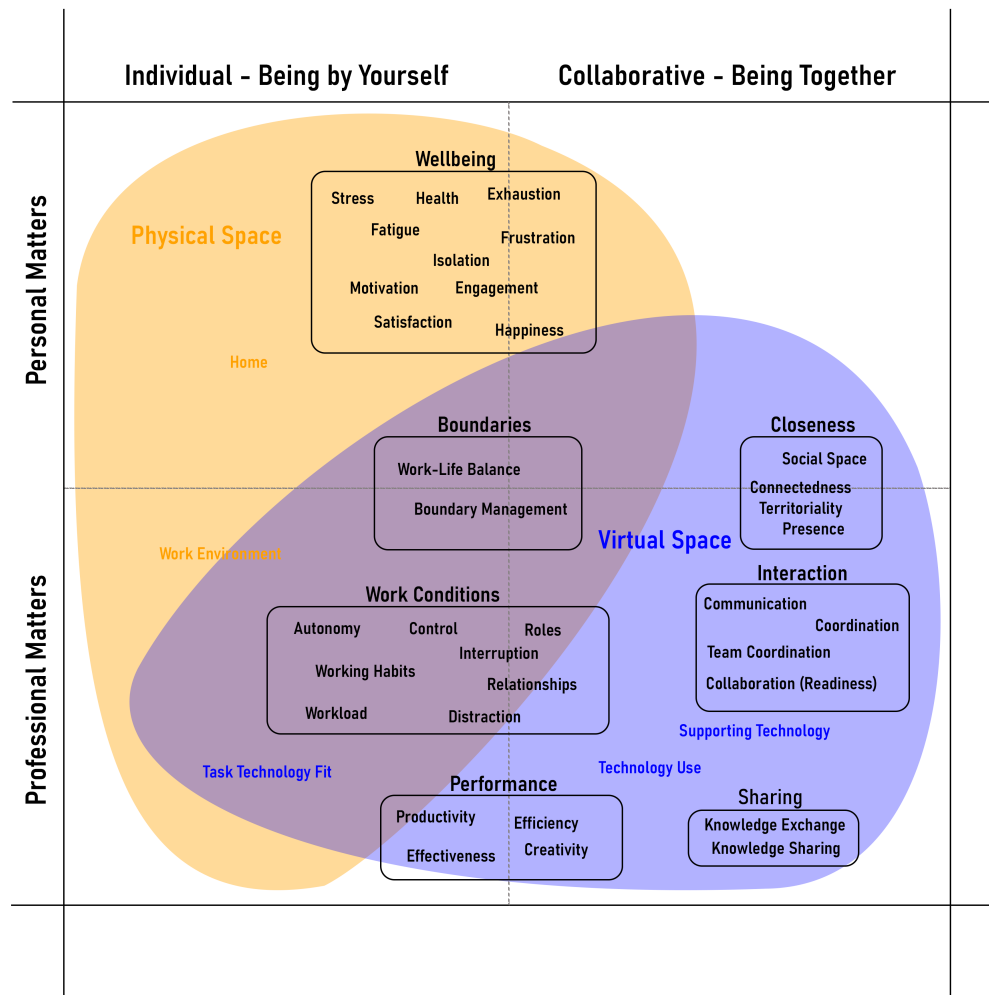 Individual - Being by Yourself
Collaborative - Being Together
Personal Matters
Professional Matters
Physical Space
Home
Work Environment
Wellbeing
Stress
Health
Exhaustion
Fatigue
Frustration
Isolation
Motivation
Engagement
Satisfaction
Happiness
Boundaries
Work-Life Balance
Boundary Management
Closeness
Social Space
Connectedness
Territoriality
Presence
Virtual Space
Work Conditions
Autonomy
Control
Roles
Interruption
Working Habits
Relationships
Workload
Distraction
Interaction
Communication
Coordination
Team Coordination
Collaboration (Readiness)
Supporting Technology
Technology Use
Task Technology Fit
Performance
Productivity
Efficiency
Effectiveness
Creativity
Sharing
Knowledge Exchange
Knowledge Sharing